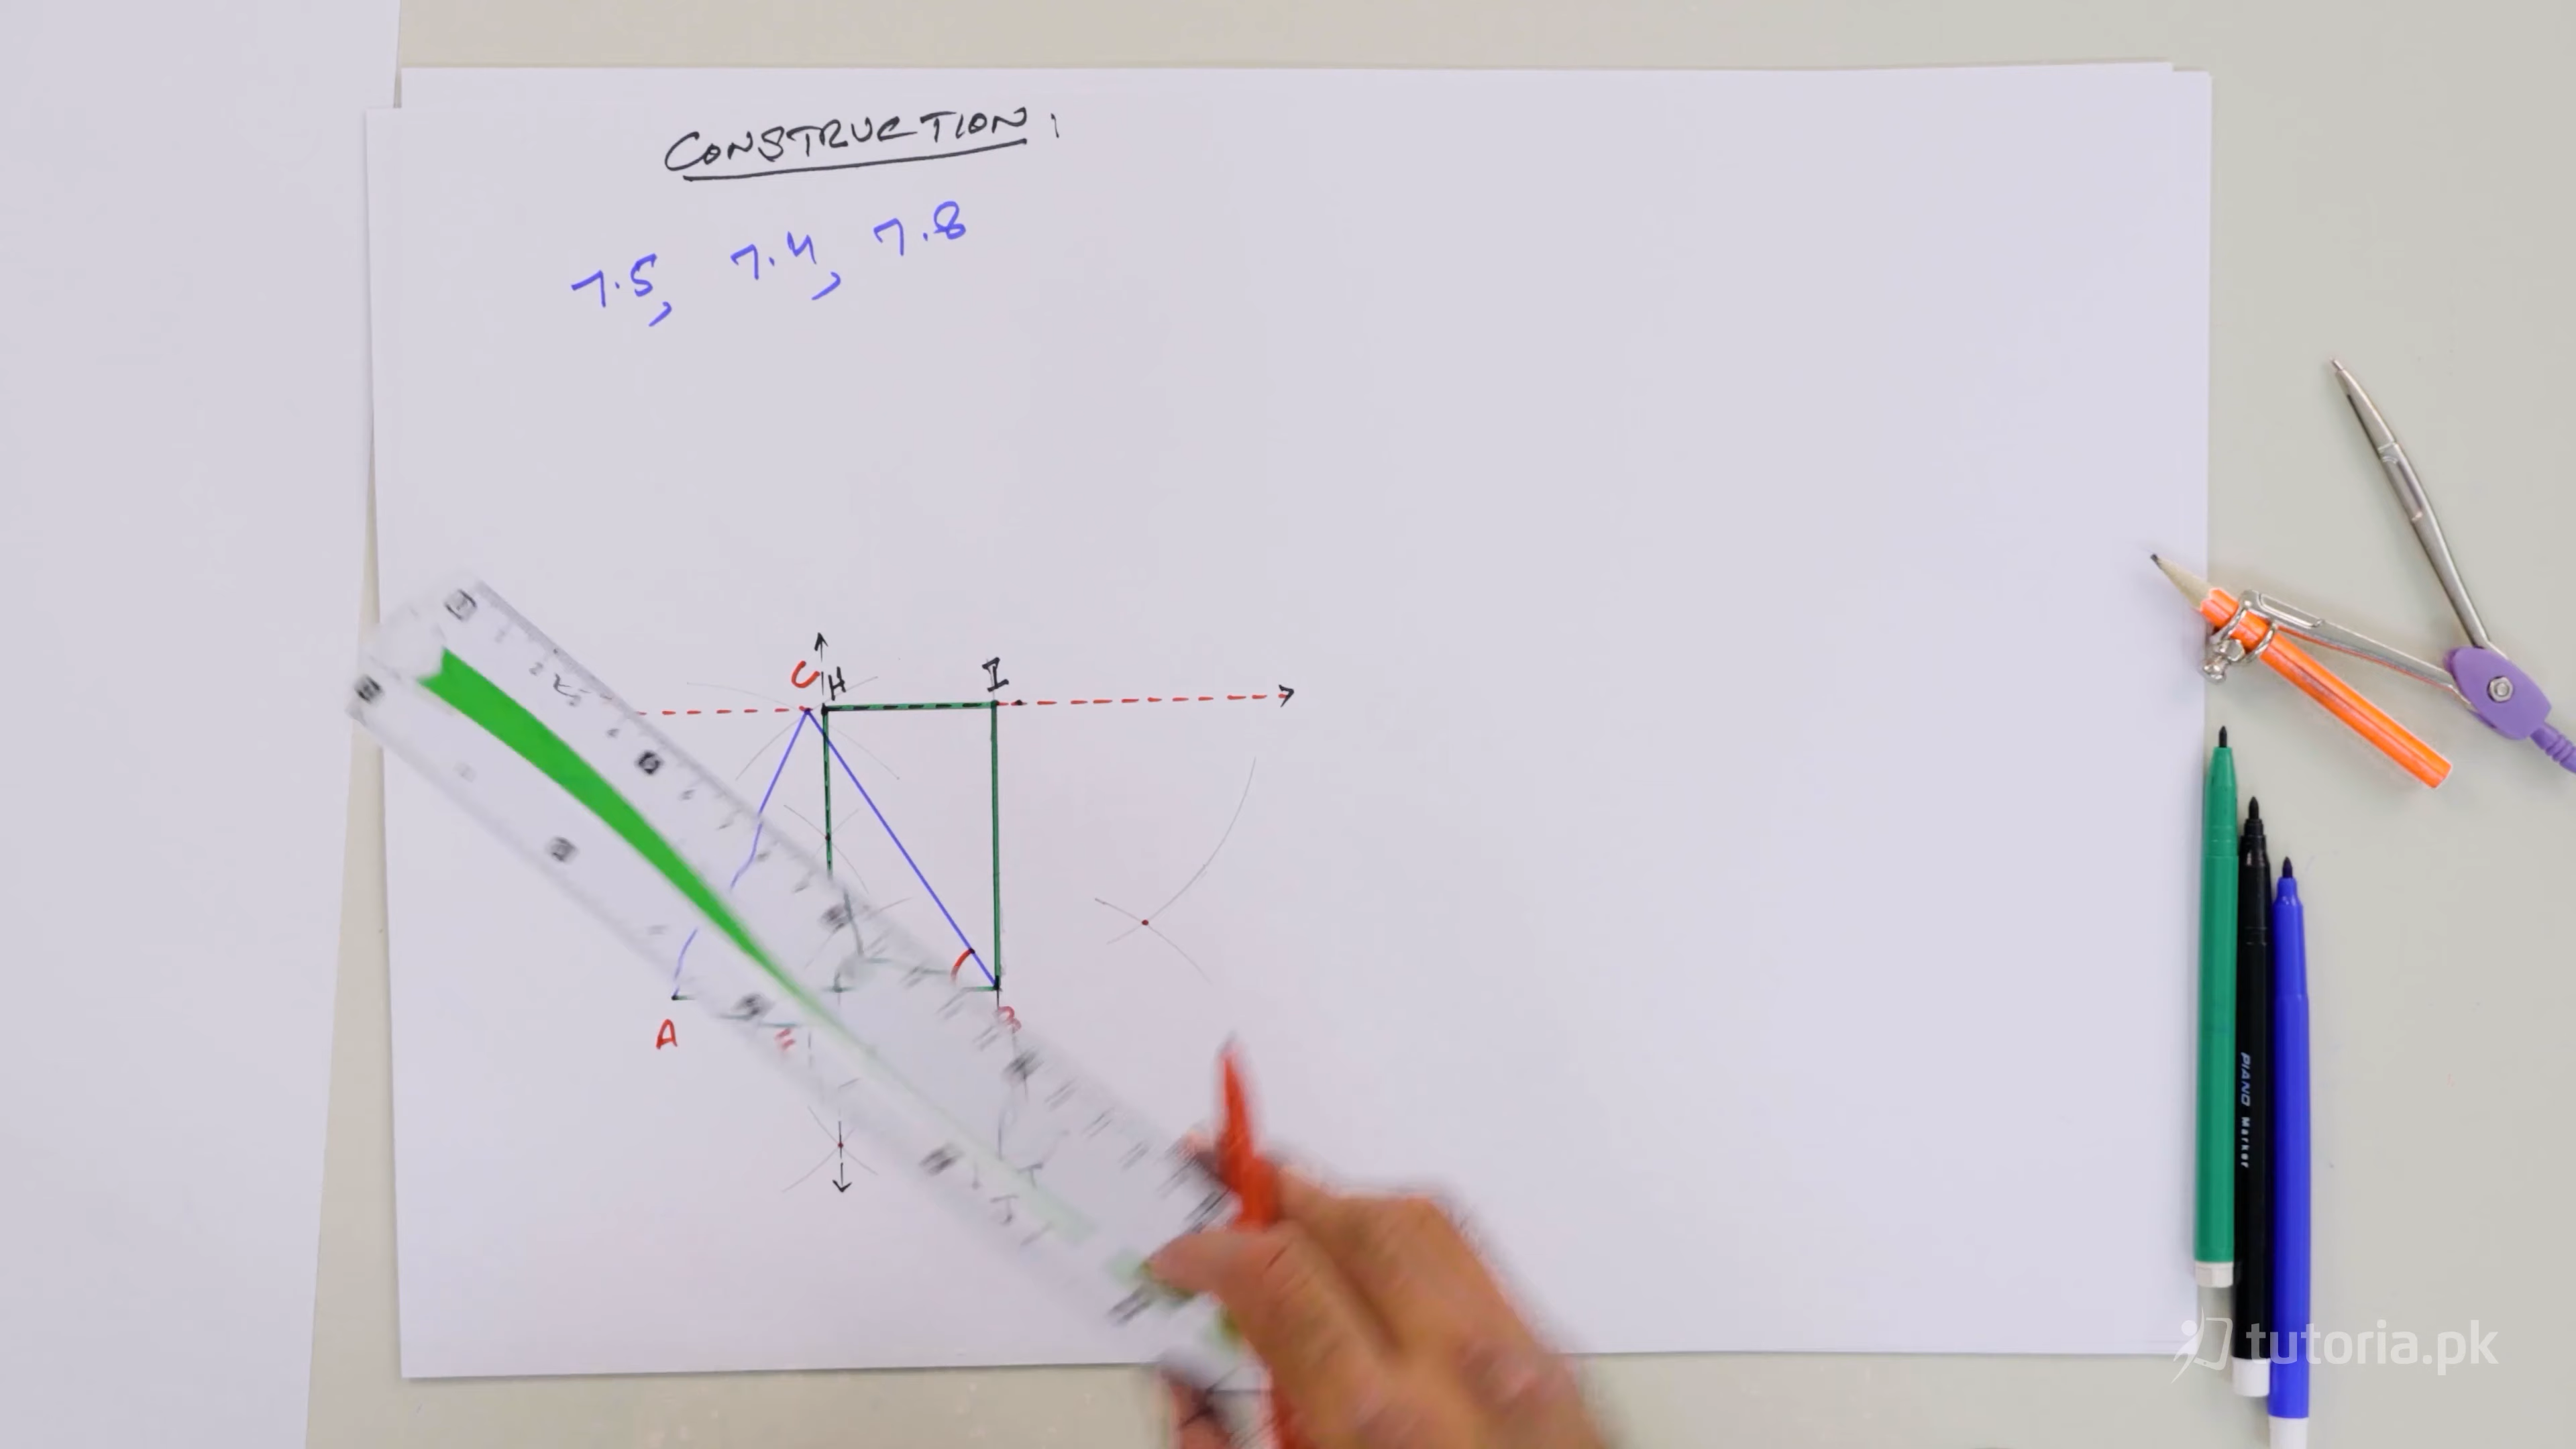 CONSTRUCTION:
7.5, 7.4, 7.8
C H I
A B
PIANO Marker
tutoria.pk